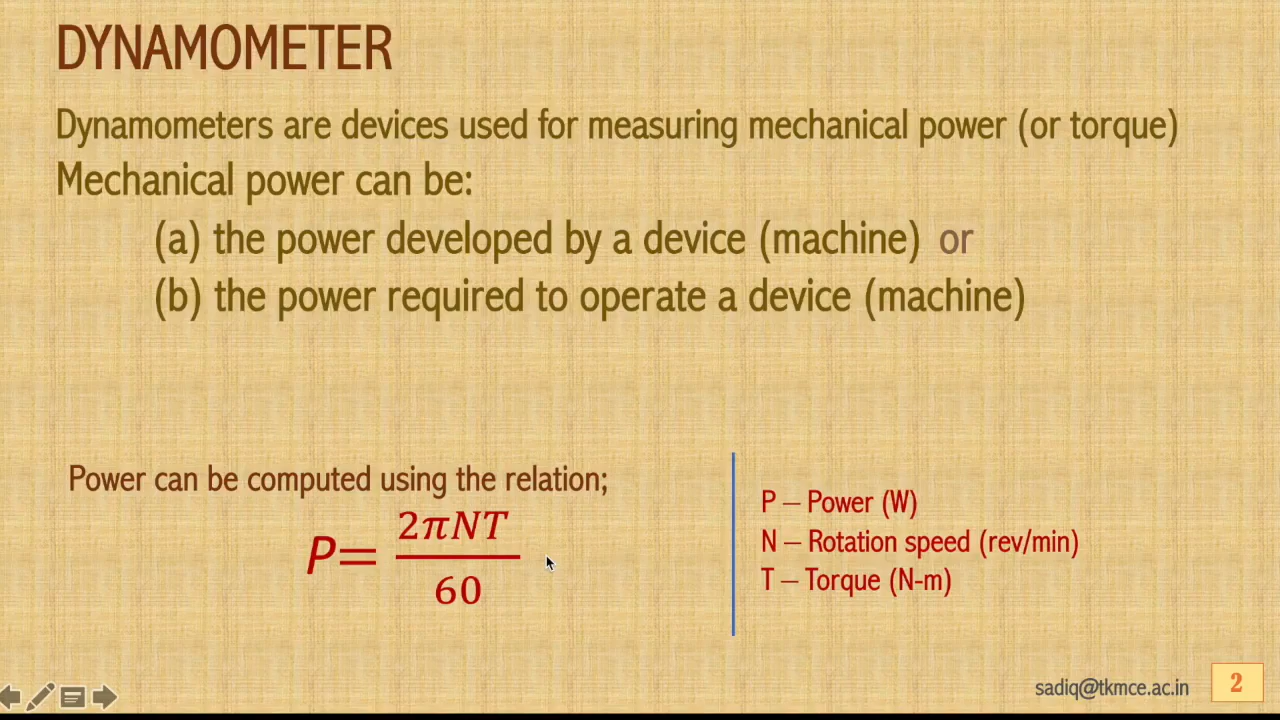 DYNAMOMETER
Dynamometers are devices used for measuring mechanical power (or torque)
Mechanical power can be:
(a) the power developed by a device (machine) or
(b) the power required to operate a device (machine)
Power can be computed using the relation;
P= 2πNT
60
P – Power (W)
N – Rotation speed (rev/min)
T – Torque (N-m)
sadiq@tkmce.ac.in
2